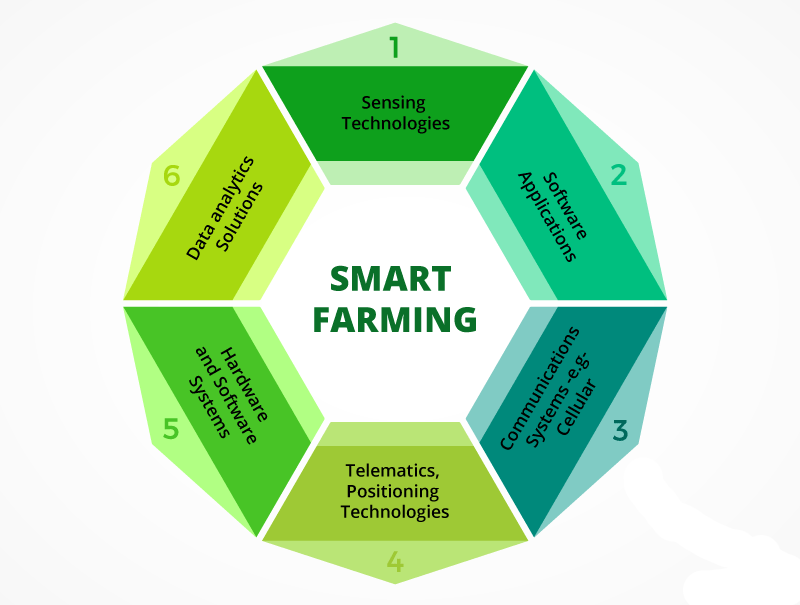 1
Sensing
Technologies
2
Software
Applications
3
Communications
Systems -e.g-
Cellular
4
Telematics,
Positioning
Technologies
5
Hardware
and Software
Systems
6
Data analytics
Solutions
SMART
FARMING